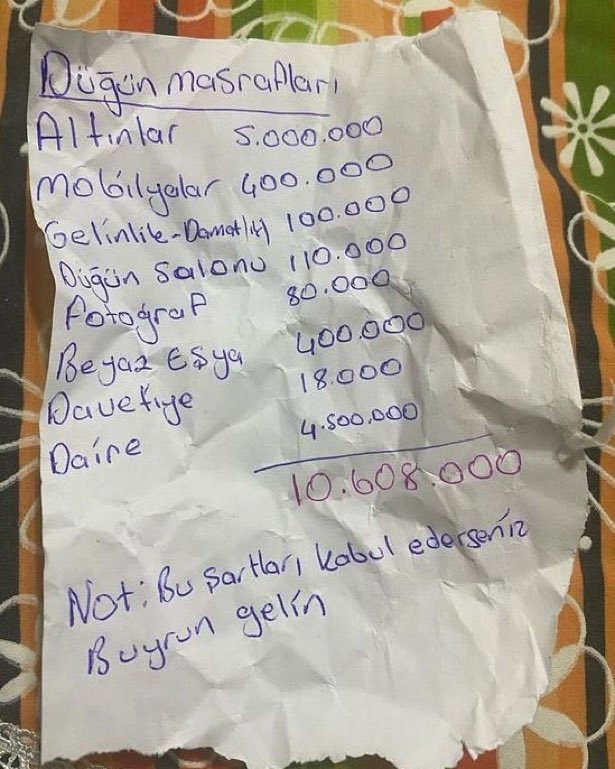 Düğün masrafları
Altınlar 5.000.000
Mobilyalar 400.000
Gelinlik-Damatlık 100.000
Düğün Salonu 110.000
Fotoğraf 80.000
Beyaz Eşya 400.000
Davetiye 18.000
Daire 4.500.000
10.608.000
Not: Bu şartları kabul ederseniz
Buyrun gelin